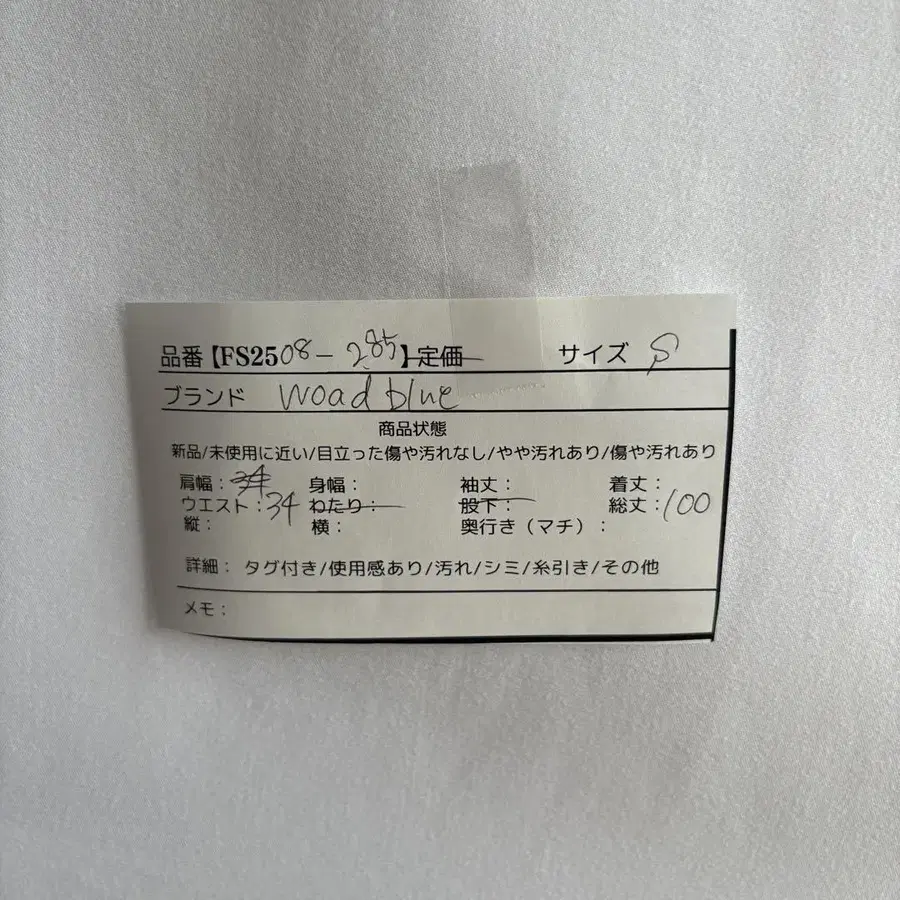 品番【FS2508-285】定価 サイズ S
ブランド woad blue
商品状態
新品/未使用に近い/目立った傷や汚れなし/やや汚れあり/傷や汚れあり
肩幅：34 身幅： 袖丈： 着丈：
ウエスト：34 わたり： 股下： 総丈：100
縦： 横： 奥行き（マチ）：
詳細： タグ付き/使用感あり/汚れ/シミ/糸引き/その他
メモ：